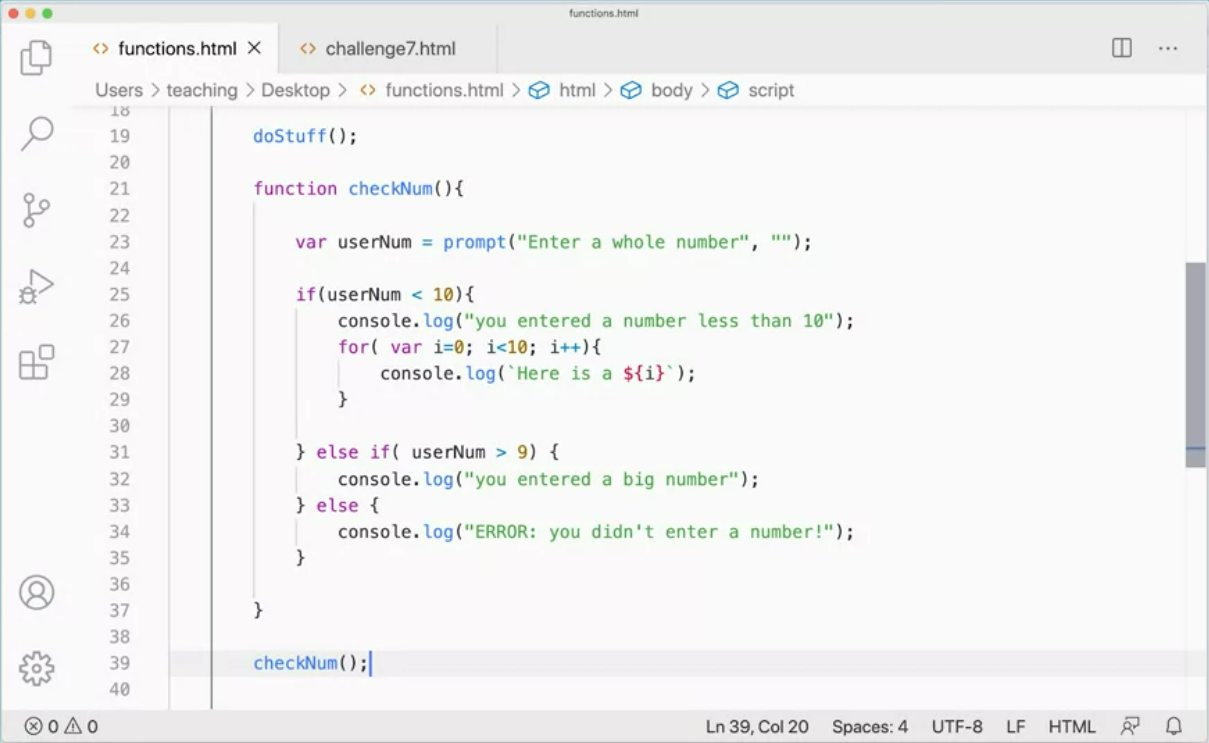 functions.html
functions.html challenge7.html
Users > teaching > Desktop > functions.html > html > body > script
18
19 doStuff();
20
21 function checkNum(){
22
23 var userNum = prompt("Enter a whole number", "");
24
25 if(userNum < 10){
26 console.log("you entered a number less than 10");
27 for( var i=0; i<10; i++){
28 console.log(`Here is a ${i}`);
29 }
30
31 } else if( userNum > 9) {
32 console.log("you entered a big number");
33 } else {
34 console.log("ERROR: you didn't enter a number!");
35 }
36
37 }
38
39 checkNum();
40
0 0 Ln 39, Col 20 Spaces: 4 UTF-8 LF HTML